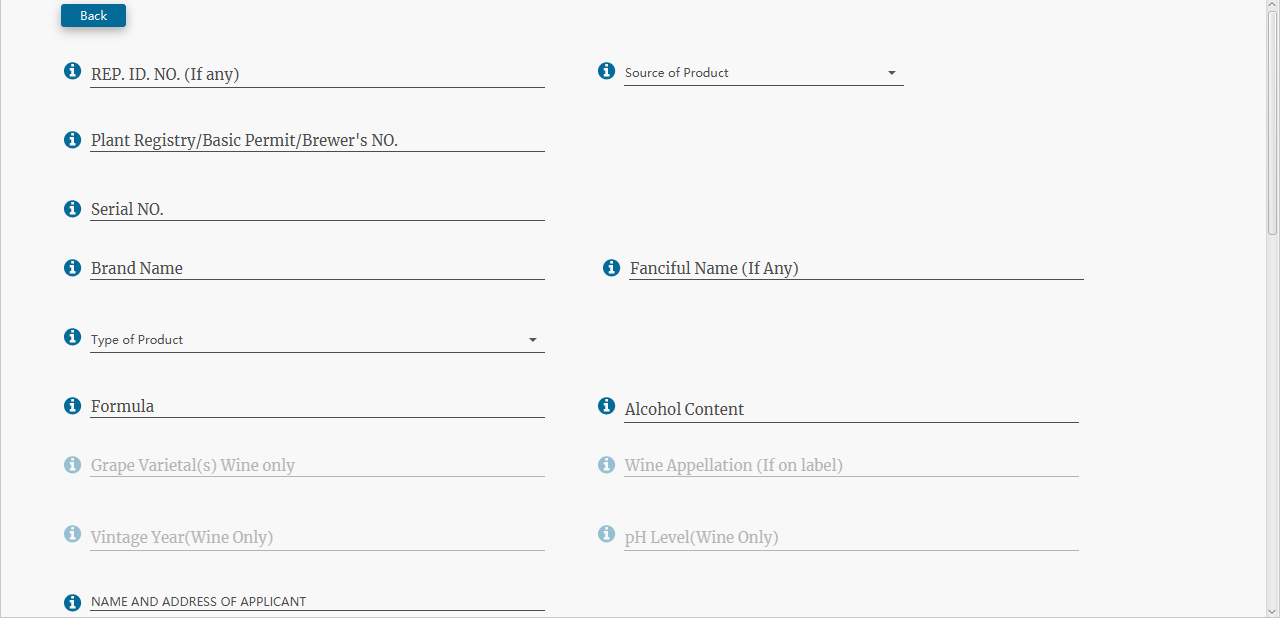 Back
REP. ID. NO. (If any)
Source of Product
Plant Registry/Basic Permit/Brewer's NO.
Serial NO.
Brand Name
Fanciful Name (If Any)
Type of Product
Formula
Alcohol Content
Grape Varietal(s) Wine only
Wine Appellation (If on label)
Vintage Year(Wine Only)
pH Level(Wine Only)
NAME AND ADDRESS OF APPLICANT